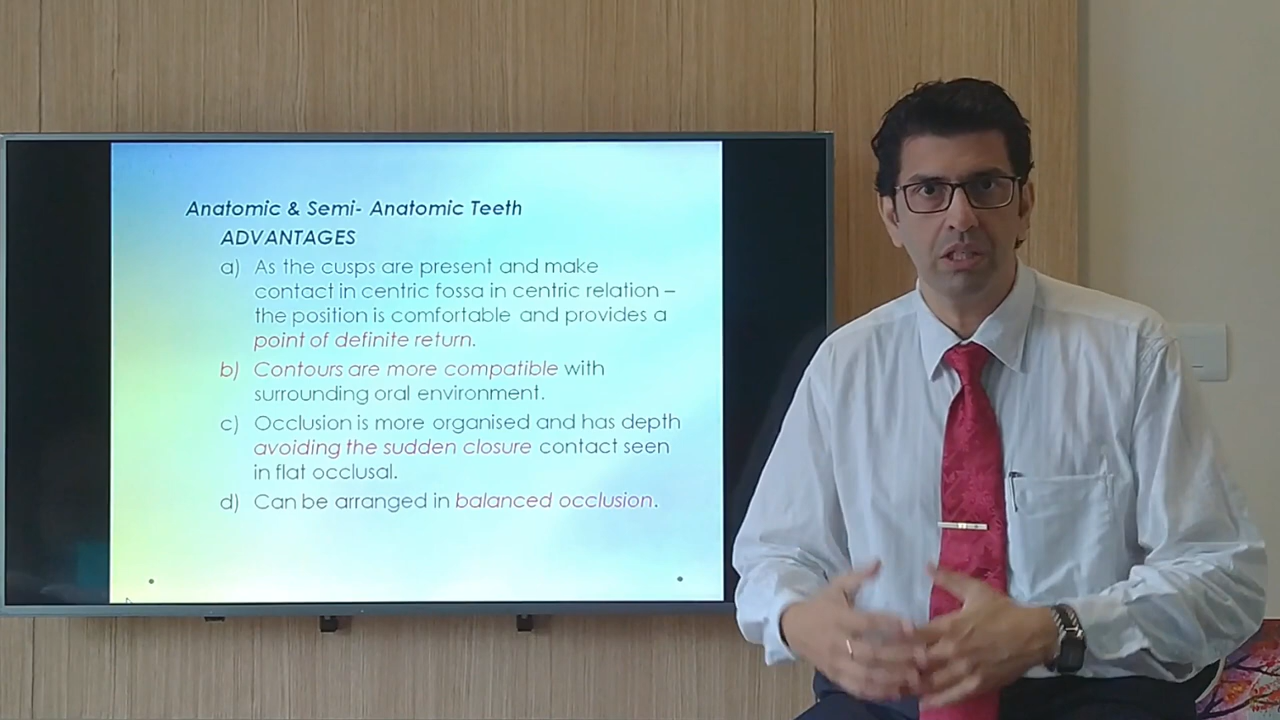 Anatomic & Semi- Anatomic Teeth
ADVANTAGES
a) As the cusps are present and make
contact in centric fossa in centric relation –
the position is comfortable and provides a
point of definite return.
b) Contours are more compatible with
surrounding oral environment.
c) Occlusion is more organised and has depth
avoiding the sudden closure contact seen
in flat occlusal.
d) Can be arranged in balanced occlusion.